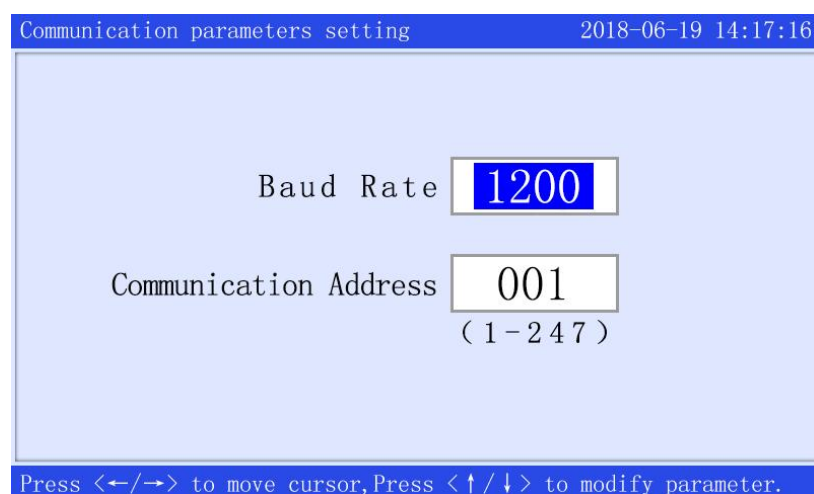 Communication parameters setting 2018-06-19 14:17:16
Baud Rate 1200
Communication Address 001
(1-247)
Press <←/→> to move cursor,Press <↑/↓> to modify parameter.